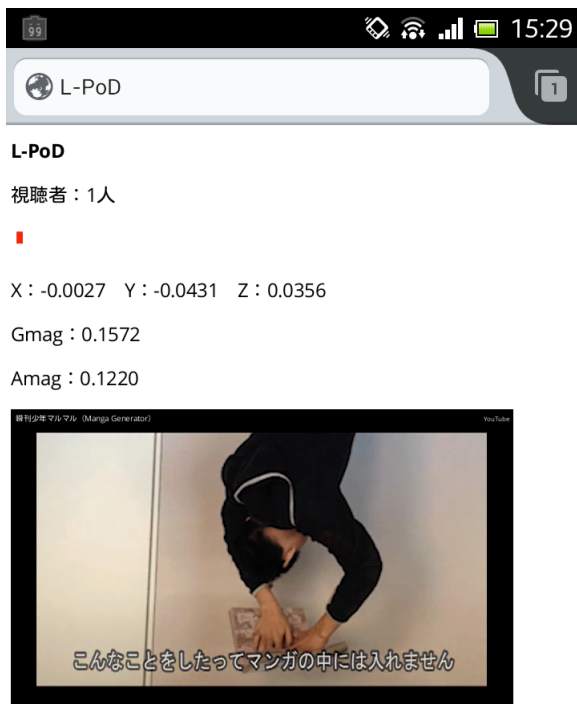 99
15:29
L-PoD
1
L-PoD
視聴者：1人
X：-0.0027　Y：-0.0431　Z：0.0356
Gmag：0.1572
Amag：0.1220
瞬刊少年マルマル（Manga Generator）
YouTube
こんなことをしたってマンガの中には入れません